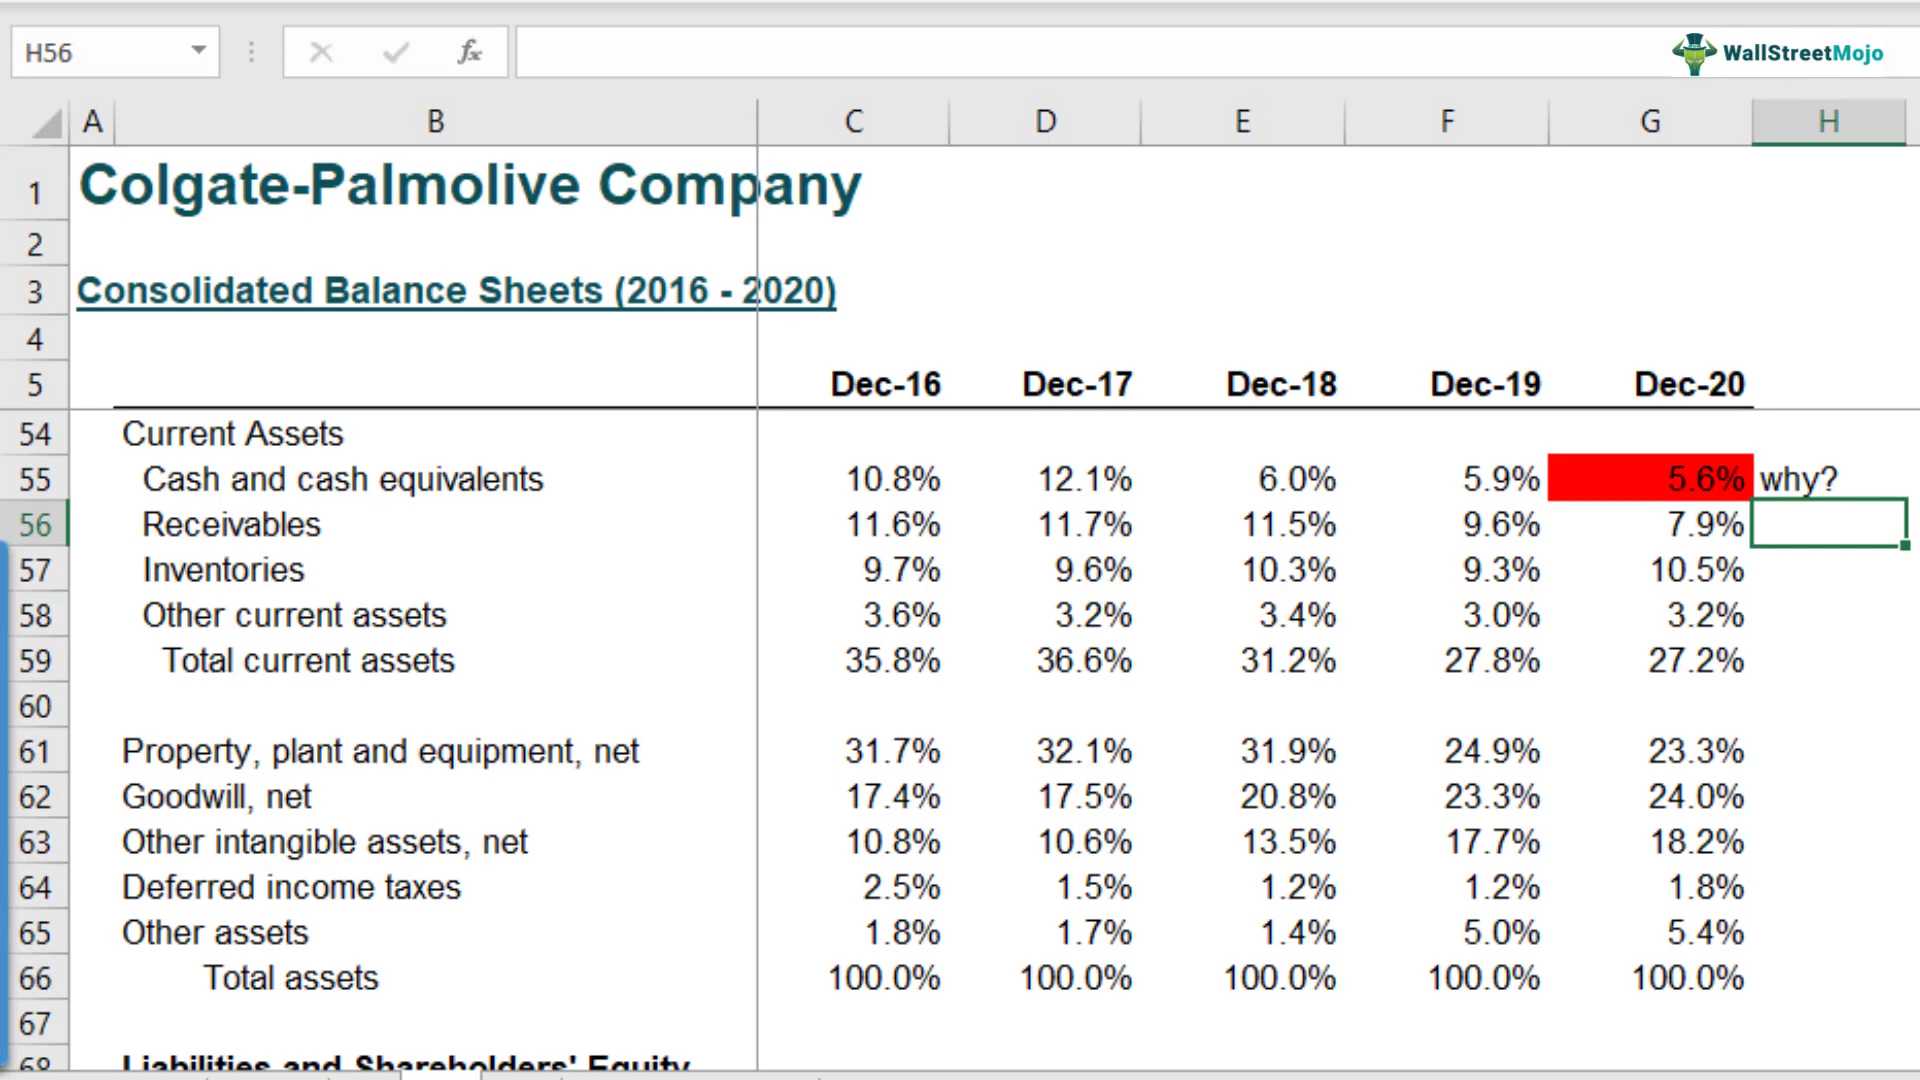 H56 fx WallStreetMojo
A B C D E F G H
1 Colgate-Palmolive Company
2
3 Consolidated Balance Sheets (2016 - 2020)
4
5 Dec-16 Dec-17 Dec-18 Dec-19 Dec-20
54 Current Assets
55 Cash and cash equivalents 10.8% 12.1% 6.0% 5.9% 5.6% why?
56 Receivables 11.6% 11.7% 11.5% 9.6% 7.9%
57 Inventories 9.7% 9.6% 10.3% 9.3% 10.5%
58 Other current assets 3.6% 3.2% 3.4% 3.0% 3.2%
59 Total current assets 35.8% 36.6% 31.2% 27.8% 27.2%
60
61 Property, plant and equipment, net 31.7% 32.1% 31.9% 24.9% 23.3%
62 Goodwill, net 17.4% 17.5% 20.8% 23.3% 24.0%
63 Other intangible assets, net 10.8% 10.6% 13.5% 17.7% 18.2%
64 Deferred income taxes 2.5% 1.5% 1.2% 1.2% 1.8%
65 Other assets 1.8% 1.7% 1.4% 5.0% 5.4%
66 Total assets 100.0% 100.0% 100.0% 100.0% 100.0%
67
68 Liabilities and Shareholders' Equity